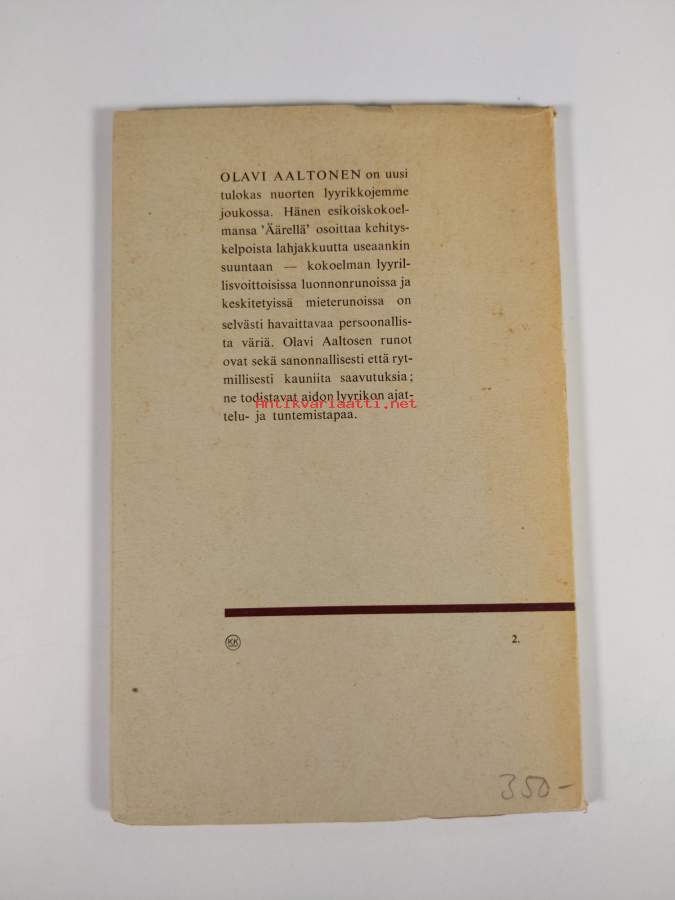 OLAVI AALTONEN on uusi
tulokas nuorten lyyrikkojemme
joukossa. Hänen esikoiskokoel-
mansa 'Äärellä' osoittaa kehitys-
kelpoista lahjakkuutta useaankin
suuntaan — kokoelman lyyril-
lisvoittoisissa luonnonrunoissa ja
keskitetyissä mieterunoissa on
selvästi havaittavaa persoonallis-
ta väriä. Olavi Aaltosen runot
ovat sekä sanonnallisesti että ryt-
millisesti kauniita saavutuksia;
ne todistavat aidon lyyrikon ajat-
Antikvariaatti.net
telu- ja tuntemistapaa.
KK
2.
350-